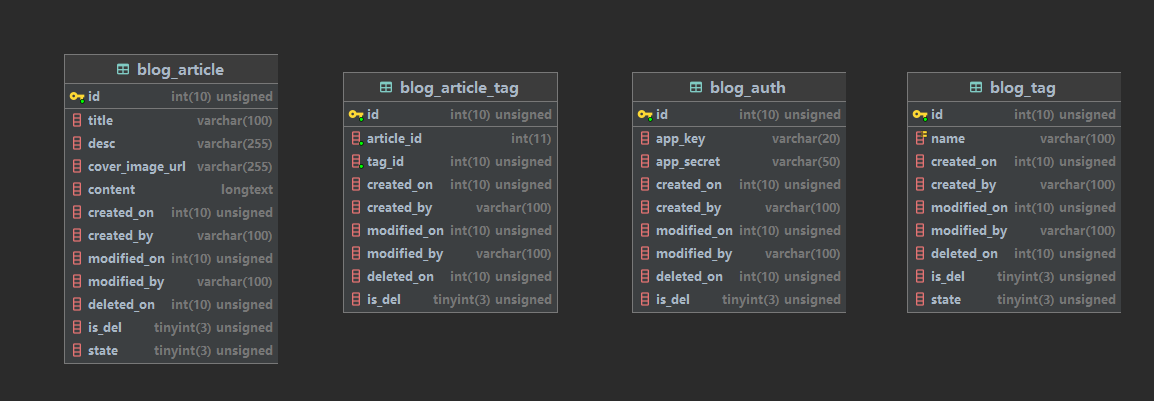 blog_article
id int(10) unsigned
title varchar(100)
desc varchar(255)
cover_image_url varchar(255)
content longtext
created_on int(10) unsigned
created_by varchar(100)
modified_on int(10) unsigned
modified_by varchar(100)
deleted_on int(10) unsigned
is_del tinyint(3) unsigned
state tinyint(3) unsigned
blog_article_tag
id int(10) unsigned
article_id int(11)
tag_id int(10) unsigned
created_on int(10) unsigned
created_by varchar(100)
modified_on int(10) unsigned
modified_by varchar(100)
deleted_on int(10) unsigned
is_del tinyint(3) unsigned
blog_auth
id int(10) unsigned
app_key varchar(20)
app_secret varchar(50)
created_on int(10) unsigned
created_by varchar(100)
modified_on int(10) unsigned
modified_by varchar(100)
deleted_on int(10) unsigned
is_del tinyint(3) unsigned
blog_tag
id int(10) unsigned
name varchar(100)
created_on int(10) unsigned
created_by varchar(100)
modified_on int(10) unsigned
modified_by varchar(100)
deleted_on int(10) unsigned
is_del tinyint(3) unsigned
state tinyint(3) unsigned